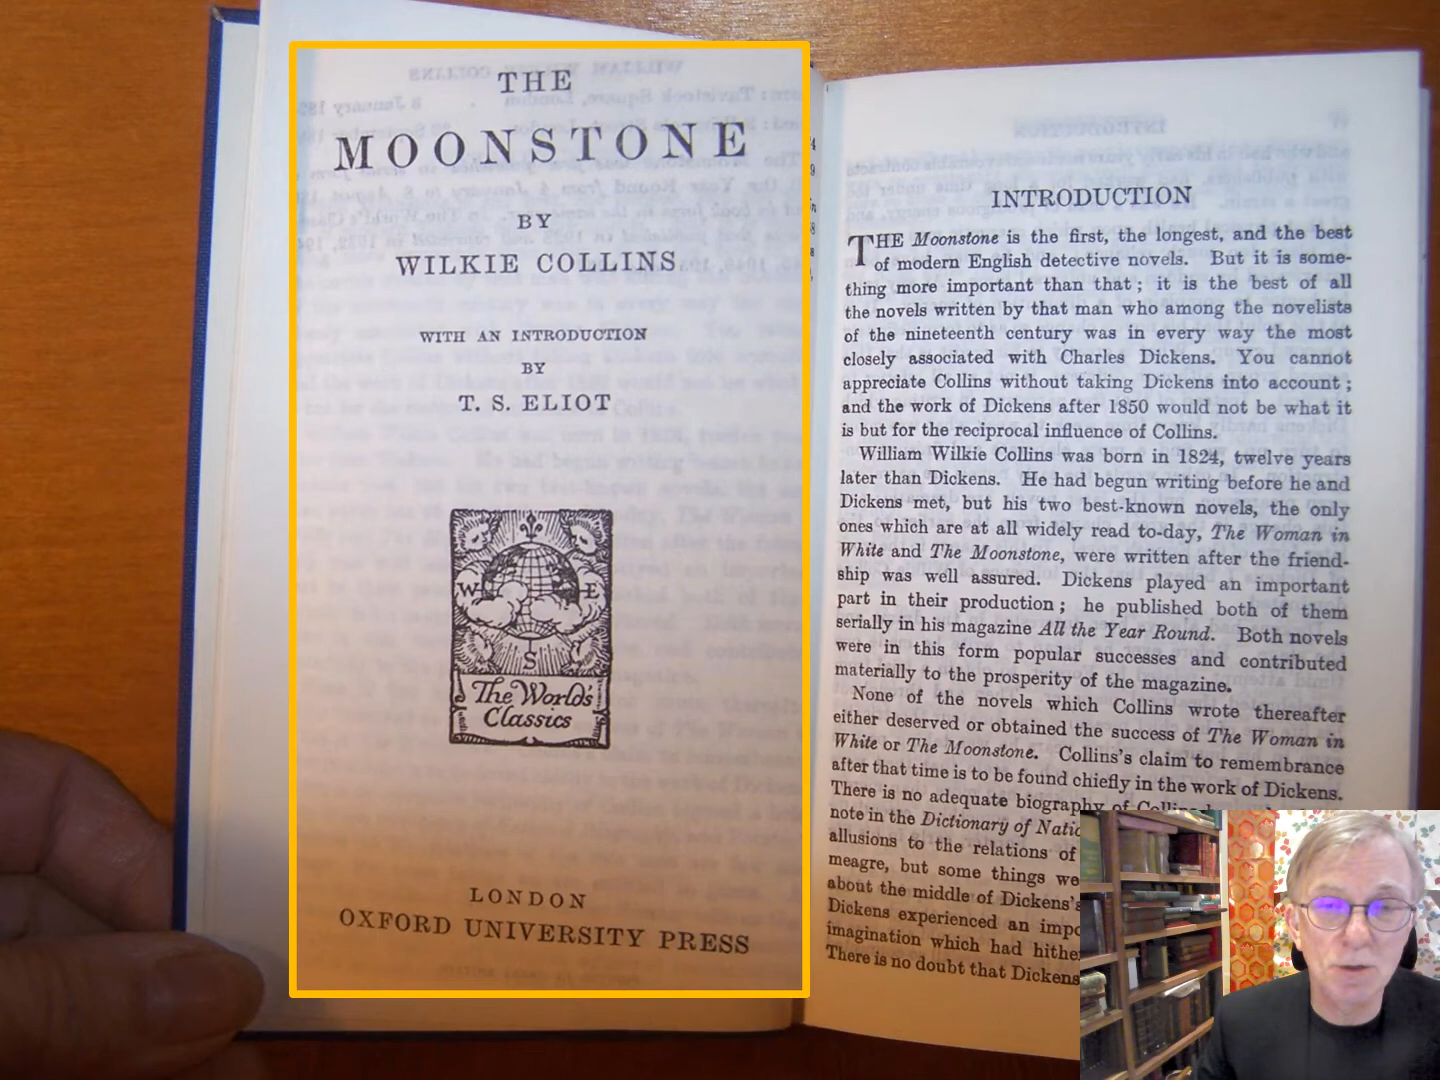 THE
MOONSTONE
BY
WILKIE COLLINS
WITH AN INTRODUCTION
BY
T. S. ELIOT
W E
S
The World's
Classics
LONDON
OXFORD UNIVERSITY PRESS
INTRODUCTION
THE Moonstone is the first, the longest, and the best
of modern English detective novels. But it is some-
thing more important than that; it is the best of all
the novels written by that man who among the novelists
of the nineteenth century was in every way the most
closely associated with Charles Dickens. You cannot
appreciate Collins without taking Dickens into account;
and the work of Dickens after 1850 would not be what it
is but for the reciprocal influence of Collins.
William Wilkie Collins was born in 1824, twelve years
later than Dickens. He had begun writing before he and
Dickens met, but his two best-known novels, the only
ones which are at all widely read to-day, The Woman in
White and The Moonstone, were written after the friend-
ship was well assured. Dickens played an important
part in their production; he published both of them
serially in his magazine All the Year Round. Both novels
were in this form popular successes and contributed
materially to the prosperity of the magazine.
None of the novels which Collins wrote thereafter
either deserved or obtained the success of The Woman in
White or The Moonstone. Collins's claim to remembrance
after that time is to be found chiefly in the work of Dickens.
There is no adequate biography of
note in the Dictionary of
allusions to the relations of
meagre, but some things
about the middle of Dickens's
Dickens experienced an
imagination which had
There is no doubt that Dickens